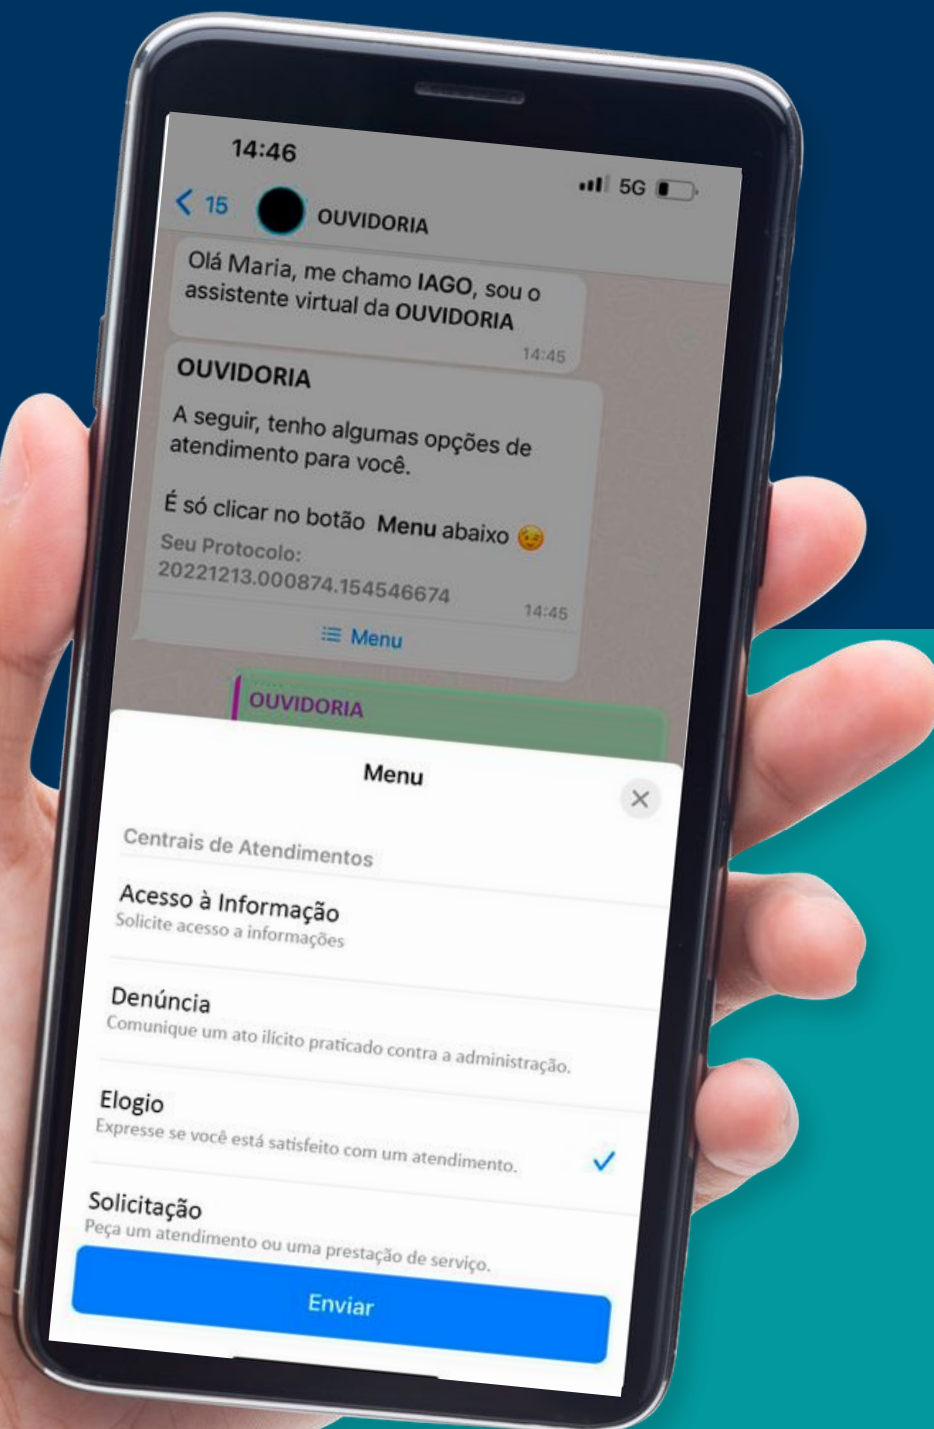 14:46
5G
15
OUVIDORIA
Olá Maria, me chamo IAGO, sou o
assistente virtual da OUVIDORIA
14:45
OUVIDORIA
A seguir, tenho algumas opções de
atendimento para você.
É só clicar no botão Menu abaixo 😉
Seu Protocolo:
20221213.000874.154546674
14:45
Menu
OUVIDORIA
Menu
Centrais de Atendimentos
Acesso à Informação
Solicite acesso a informações
Denúncia
Comunique um ato ilícito praticado contra a administração.
Elogio
Expresse se você está satisfeito com um atendimento.
Solicitação
Peça um atendimento ou uma prestação de serviço.
Enviar